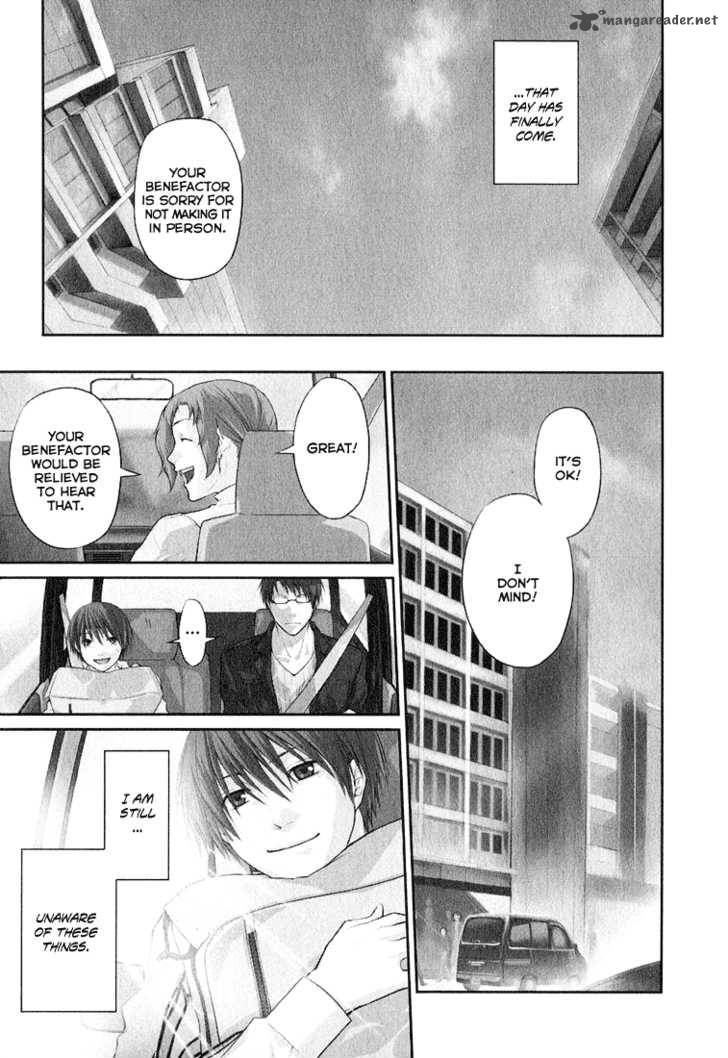 mangareader.net
...THAT
DAY HAS
FINALLY
COME.
YOUR
BENEFACTOR
IS SORRY FOR
NOT MAKING IT
IN PERSON.
IT'S
OK!
I
DON'T
MIND!
GREAT!
YOUR
BENEFACTOR
WOULD BE
RELIEVED
TO HEAR
THAT.
...
I AM
STILL
...
UNAWARE
OF THESE
THINGS.